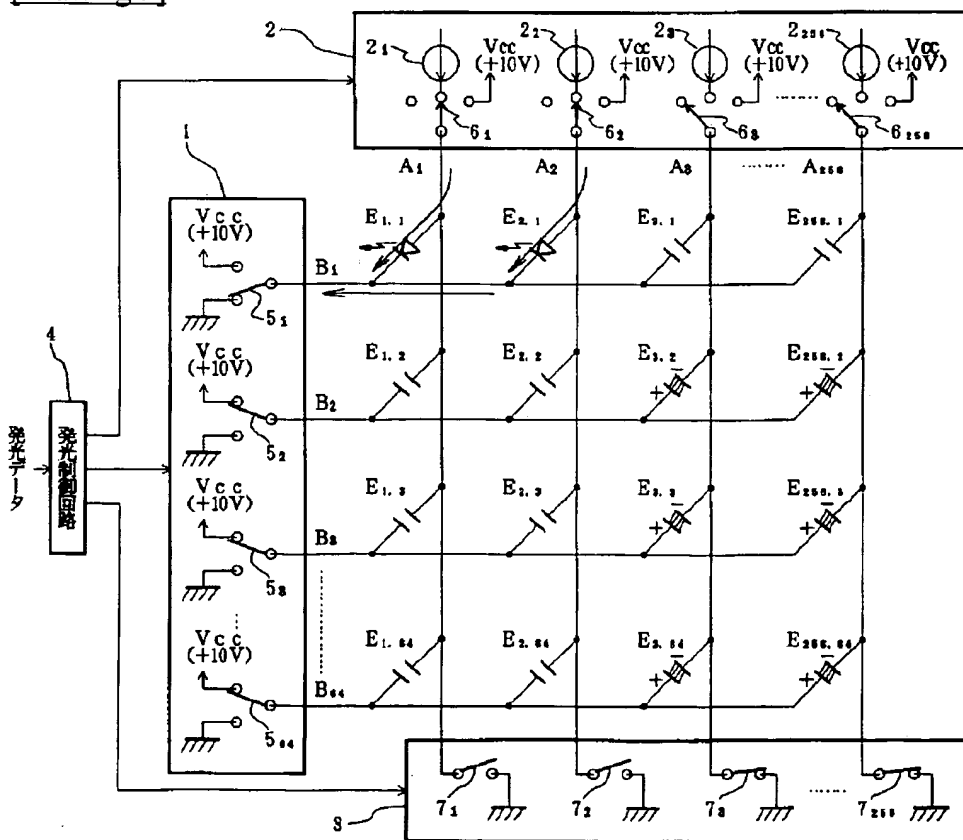 2
2₁
2₂
2₃
2₂₅₆
Vcc
(+10V)
Vcc
(+10V)
Vcc
(+10V)
Vcc
(+10V)
6₁
6₂
6₃
6₂₅₆
A₁
A₂
A₃
A₂₅₆
1
Vcc
(+10V)
5₁
B₁
E₁.₁
E₂.₁
E₃.₁
E₂₅₆.₁
Vcc
(+10V)
5₂
B₂
E₁.₂
E₂.₂
E₃.₂
E₂₅₆.₂
+ −
+ −
4
発光データ
発光制御回路
Vcc
(+10V)
5₃
B₃
E₁.₃
E₂.₃
E₃.₃
E₂₅₆.₃
+ −
+ −
Vcc
(+10V)
5₆₄
B₆₄
E₁.₆₄
E₂.₆₄
E₃.₆₄
E₂₅₆.₆₄
+ −
+ −
3
7₁
7₂
7₃
7₂₅₆